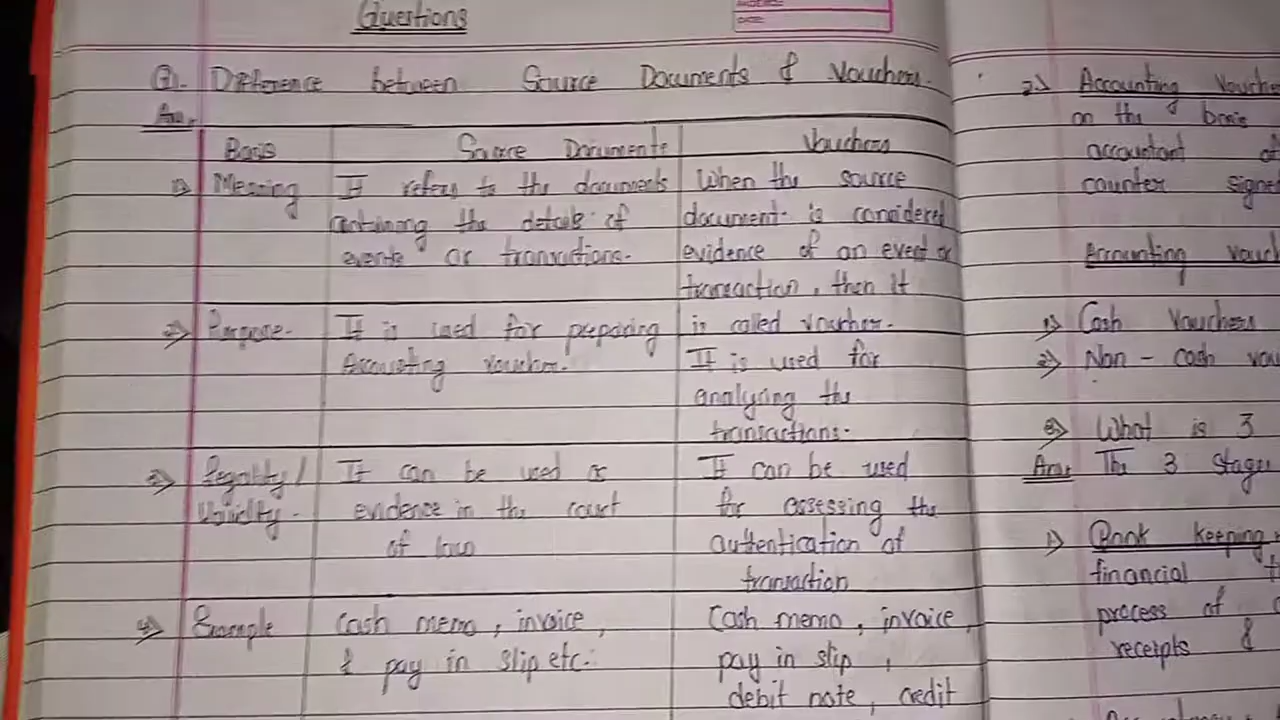 Questions
DATE:
Q. Difference between Source Documents & Vouchers.
Ans.
Basis Source Documents Vouchers
1) Meaning It refers to the documents When the source
containing the details of document is considered
events or transactions. evidence of an event or
transaction, then it
2) Purpose. It is used for preparing is called voucher.
Accounting voucher. It is used for
analysing the
transactions.
3) Legality/ It can be used as It can be used
Validity. evidence in the court for assessing the
of law authentication of
transaction
4) Example Cash memo, invoice, Cash memo, invoice,
& pay in slip etc. pay in slip,
debit note, credit
2) Accounting
on the basis
accountant
counter
Accounting
1) Cash Vouchers
2) Non-cash
What is 3
Ans. The 3
1) Book keeping
financial
process of
receipts &